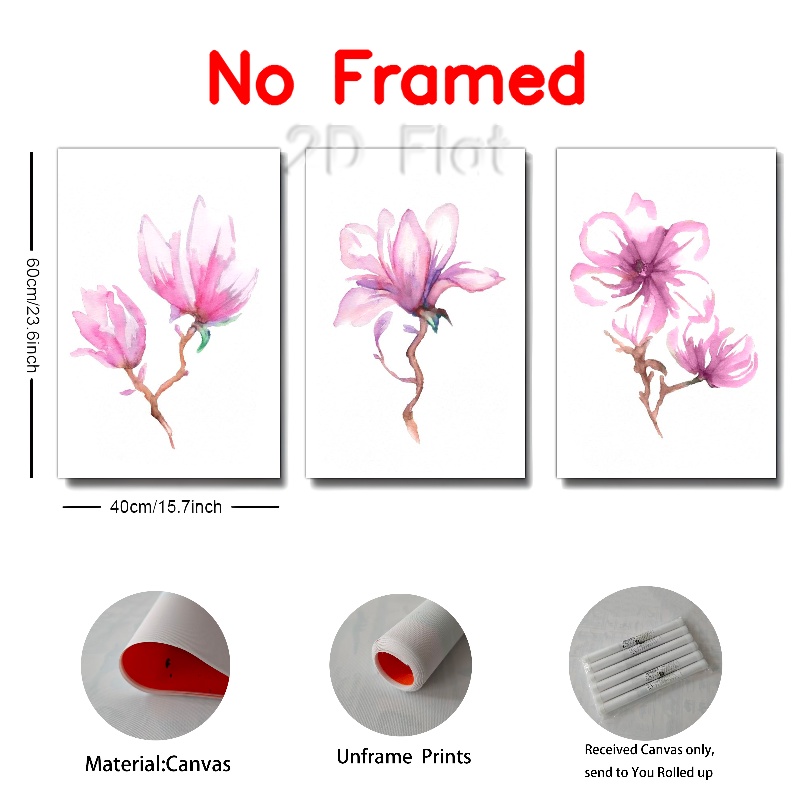 No Framed
2D Flat
60cm/23.6inch
40cm/15.7inch
Material:Canvas
Unframe Prints
Received Canvas only,
send to You Rolled up